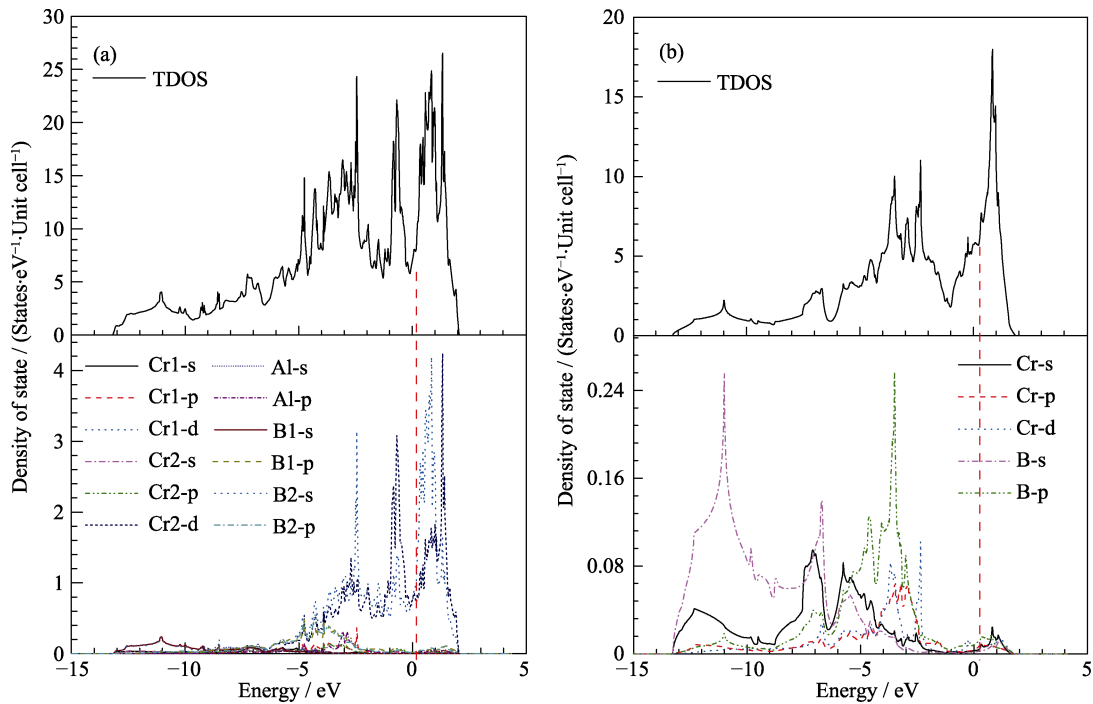 (a)
TDOS
30
25
20
15
10
5
0
Density of state / (States·eV⁻¹·Unit cell⁻¹)
Cr1-s
Cr1-p
Cr1-d
Cr2-s
Cr2-p
Cr2-d
Al-s
Al-p
B1-s
B1-p
B2-s
B2-p
4
3
2
1
0
−15 −10 −5 0 5
Energy / eV
(b)
TDOS
20
15
10
5
0
Density of state / (States·eV⁻¹·Unit cell⁻¹)
Cr-s
Cr-p
Cr-d
B-s
B-p
0.24
0.16
0.08
0
−15 −10 −5 0 5
Energy / eV